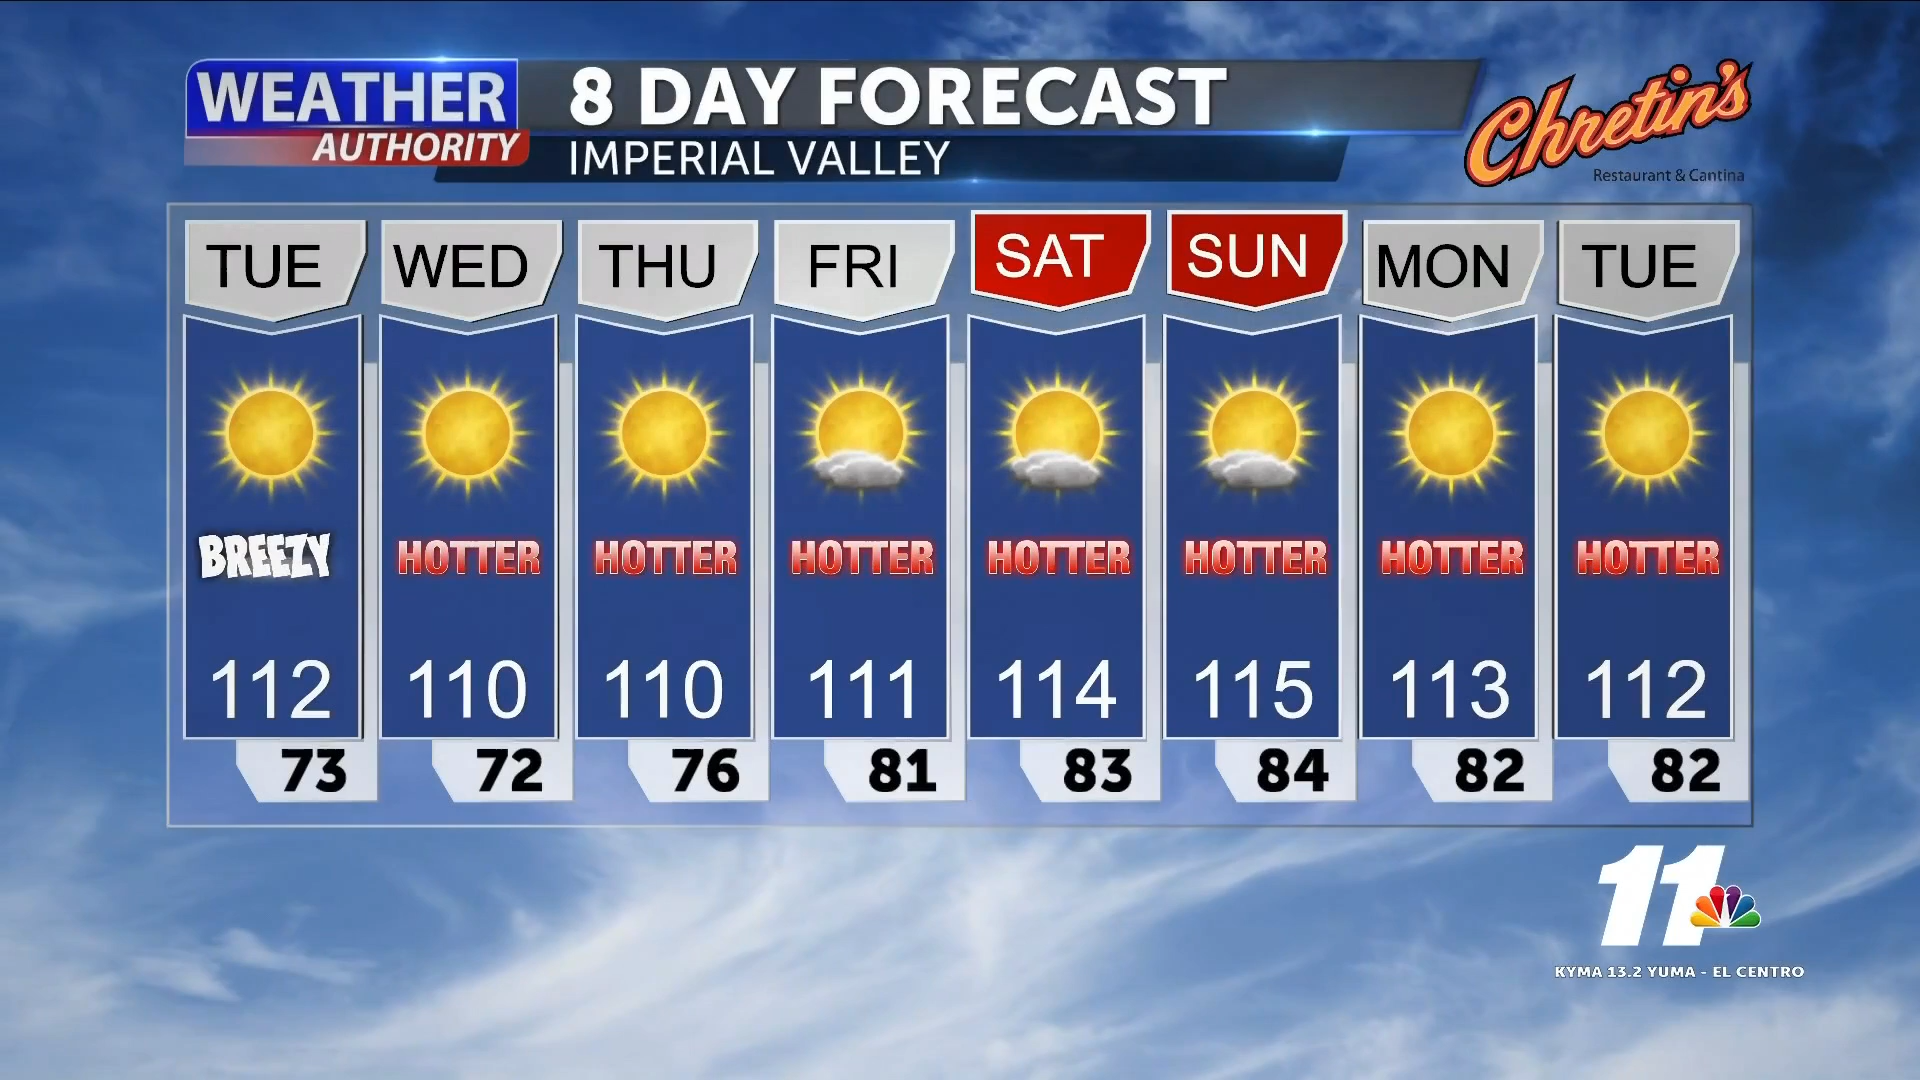 WEATHER
AUTHORITY
8 DAY FORECAST
IMPERIAL VALLEY
Chretin's
Restaurant & Cantina
TUE WED THU FRI SAT SUN MON TUE
BREEZY HOTTER HOTTER HOTTER HOTTER HOTTER HOTTER HOTTER
112 110 110 111 114 115 113 112
73 72 76 81 83 84 82 82
11
KYMA 13.2 YUMA - EL CENTRO